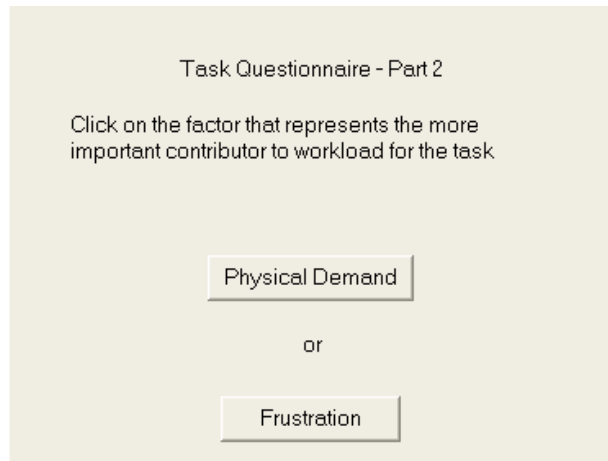 Task Questionnaire - Part 2
Click on the factor that represents the more
important contributor to workload for the task
Physical Demand
or
Frustration